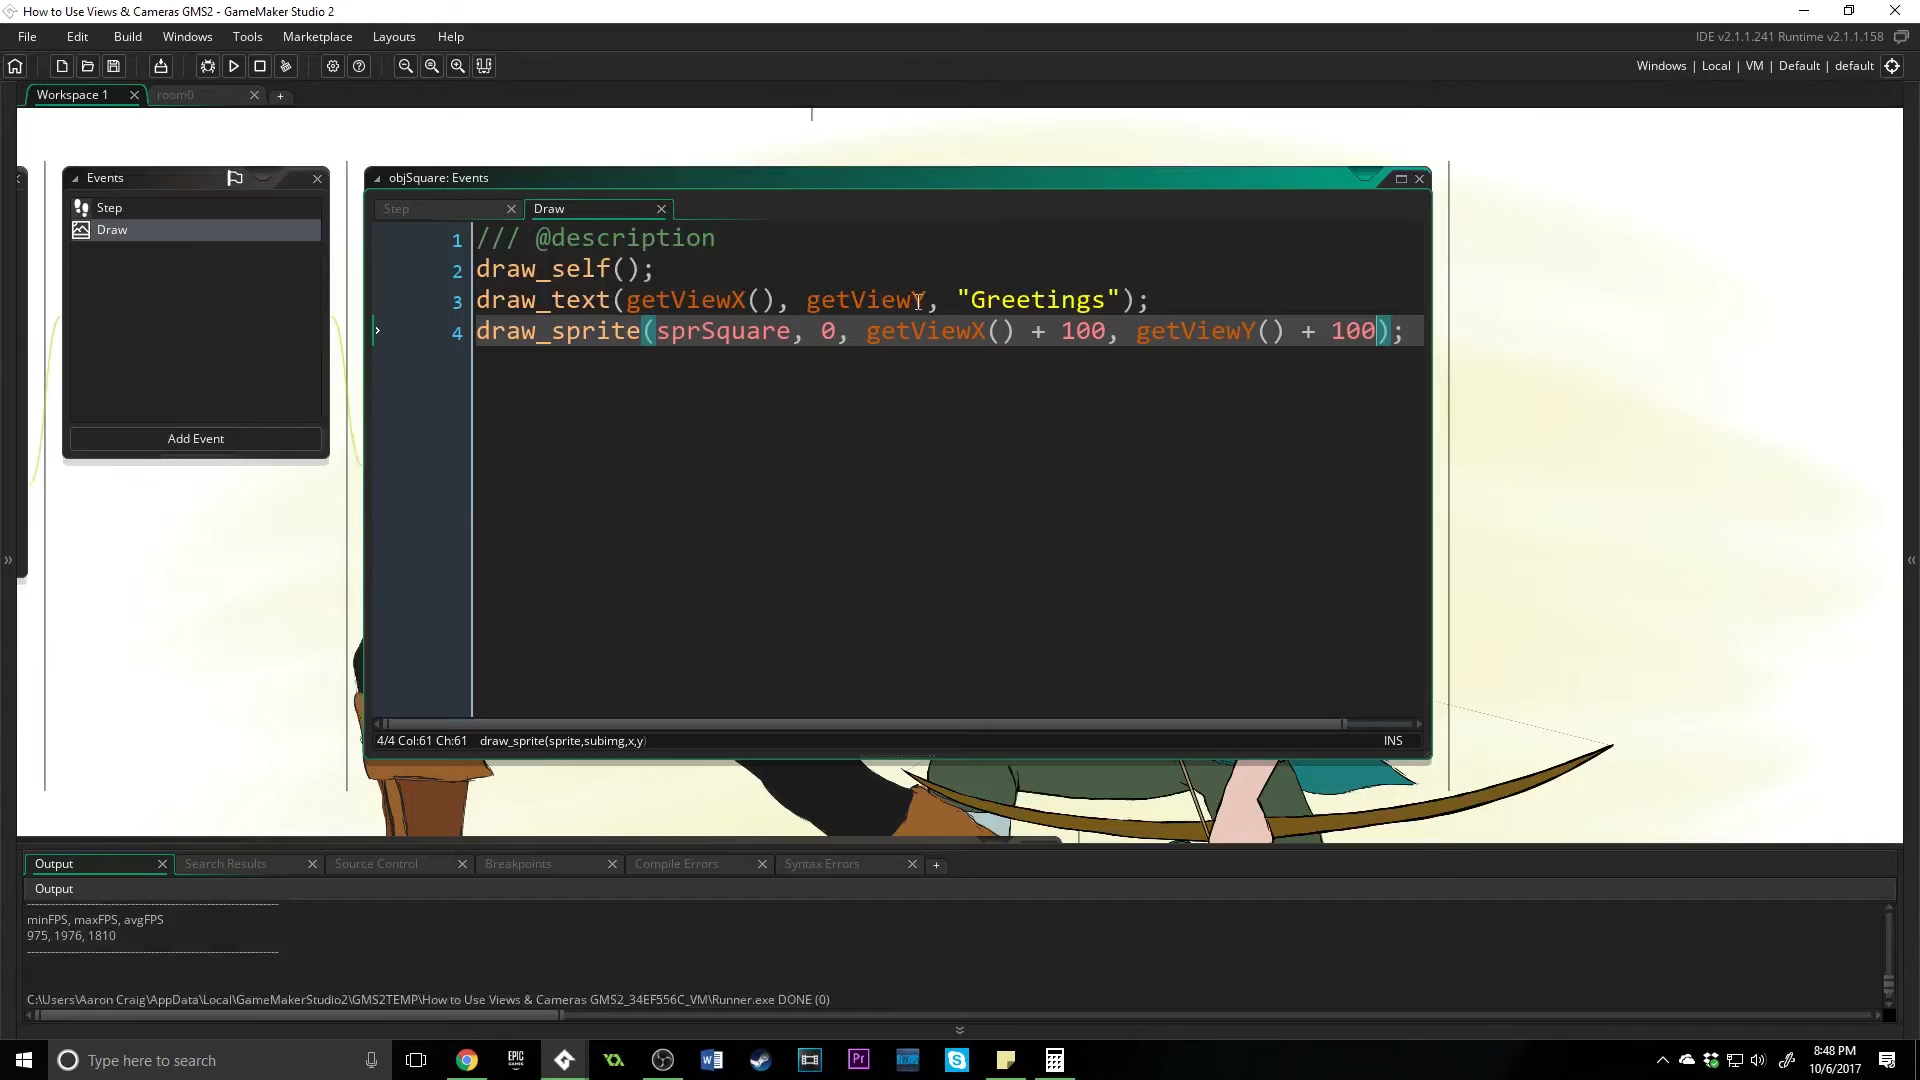 How to Use Views & Cameras GMS2 - GameMaker Studio 2
File Edit Build Windows Tools Marketplace Layouts Help
IDE v2.1.1.241 Runtime v2.1.1.158
Windows | Local | VM | Default | default
Workspace 1
room0
Events
Step
Draw
Add Event
objSquare: Events
Step
Draw
1 /// @description
2 draw_self();
3 draw_text(getViewX(), getViewY, "Greetings");
4 draw_sprite(sprSquare, 0, getViewX() + 100, getViewY() + 100);
4/4 Col:61 Ch:61 draw_sprite(sprite,subimg,x,y)
INS
Output Search Results Source Control Breakpoints Compile Errors Syntax Errors
Output
minFPS, maxFPS, avgFPS
975, 1976, 1810
C:\Users\Aaron Craig\AppData\Local\GameMakerStudio2\GMS2TEMP\How to Use Views & Cameras GMS2_34EF556C_VM\Runner.exe DONE (0)
Type here to search
EPIC GAMES
Pr
8:48 PM
10/6/2017